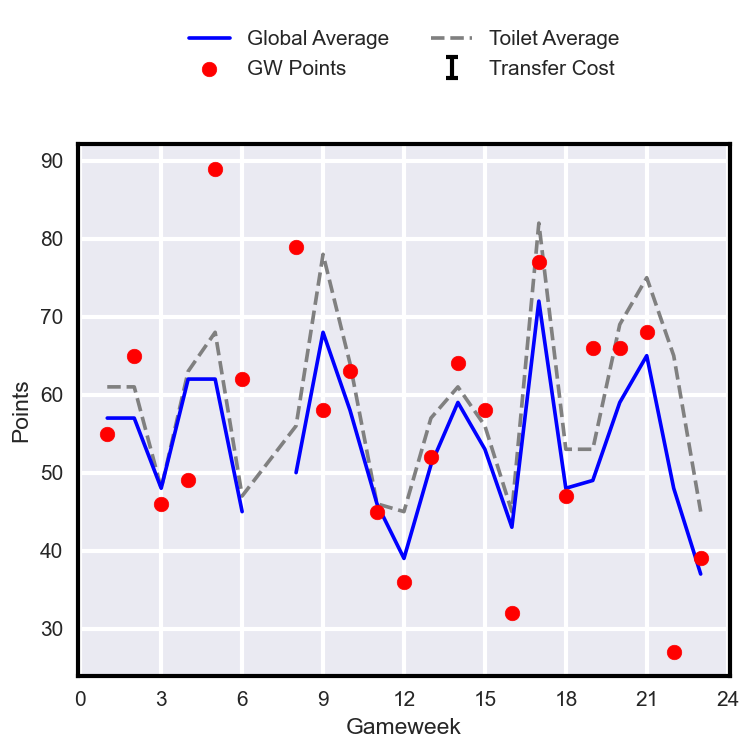 Global Average
Toilet Average
GW Points
Transfer Cost
90
80
70
60
50
40
30
Points
0 3 6 9 12 15 18 21 24
Gameweek